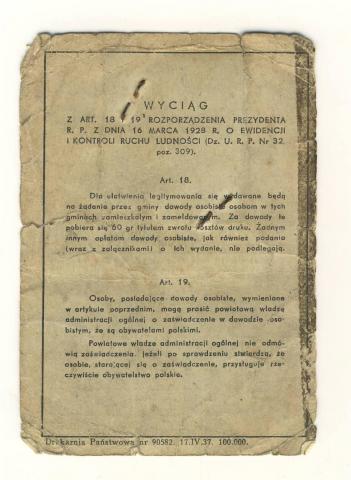 WYCIĄG
Z ART. 18 i 19 ROZPORZĄDZENIA PREZYDENTA
R. P. Z DNIA 16 MARCA 1928 R. O EWIDENCJI
I KONTROLI RUCHU LUDNOŚCI (Dz. U. R. P. Nr 32
poz. 309).
Art. 18.
Dla ułatwienia legitymowania się wydawane będą
na żądanie przez gminy dowody osobiste osobom w tych
gminach zamieszkałym i zameldowanym. Za dowody te
pobiera się 60 gr tytułem zwrotu kosztów druku. Żadnym
innym opłatom dowody osobiste, jak również podania
(wraz z załącznikami) o ich wydanie, nie podlegają.
Art. 19.
Osoby, posiadające dowody osobiste, wymienione
w artykule poprzednim, mogą prosić powiatową władzę
administracji ogólnej o zaświadczenie w dowodzie oso-
bistym, że są obywatelami polskimi.
Powiatowe władze administracji ogólnej nie odmó-
wią zaświadczenia, jeżeli po sprawdzeniu stwierdzą, że
osobie, starającej się o zaświadczenie, przysługuje rze-
czywiście obywatelstwo polskie.
Drukarnia Państwowa nr 90582. 17.IV.37. 100.000.